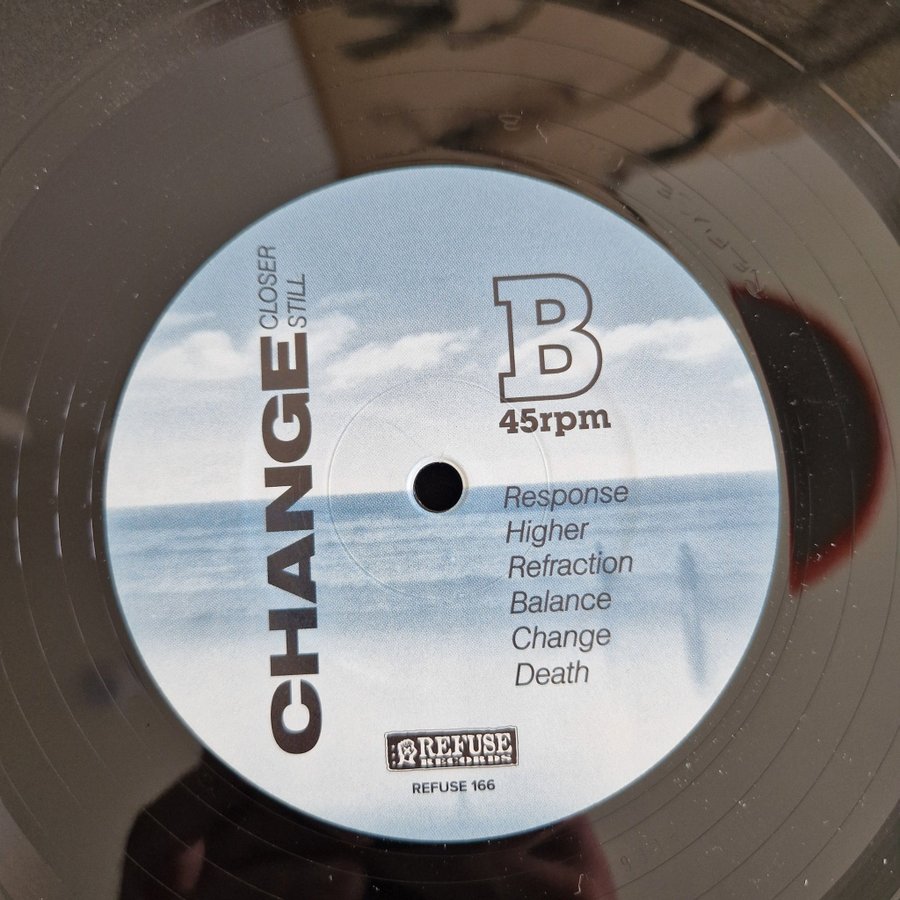 CHANGE
CLOSER
STILL
B
45rpm
Response
Higher
Refraction
Balance
Change
Death
REFUSE
RECORDS
REFUSE 166